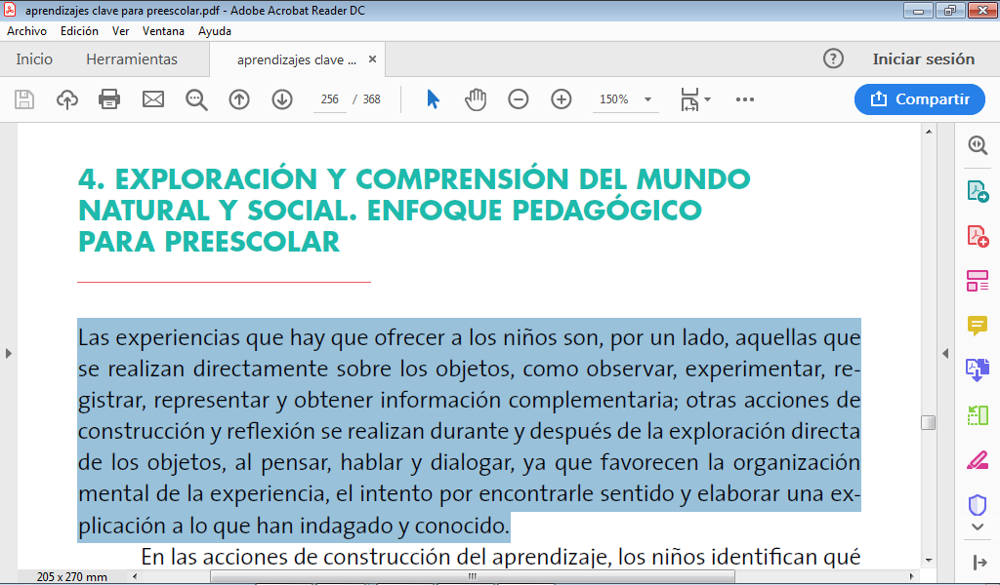 aprendizajes clave para preescolar.pdf - Adobe Acrobat Reader DC
Archivo Edición Ver Ventana Ayuda
Inicio Herramientas aprendizajes clave ... × ? Iniciar sesión
256 / 368 150% Compartir
4. EXPLORACIÓN Y COMPRENSIÓN DEL MUNDO
NATURAL Y SOCIAL. ENFOQUE PEDAGÓGICO
PARA PREESCOLAR
Las experiencias que hay que ofrecer a los niños son, por un lado, aquellas que
se realizan directamente sobre los objetos, como observar, experimentar, re-
gistrar, representar y obtener información complementaria; otras acciones de
construcción y reflexión se realizan durante y después de la exploración directa
de los objetos, al pensar, hablar y dialogar, ya que favorecen la organización
mental de la experiencia, el intento por encontrarle sentido y elaborar una ex-
plicación a lo que han indagado y conocido.
En las acciones de construcción del aprendizaje, los niños identifican qué
205 x 270 mm